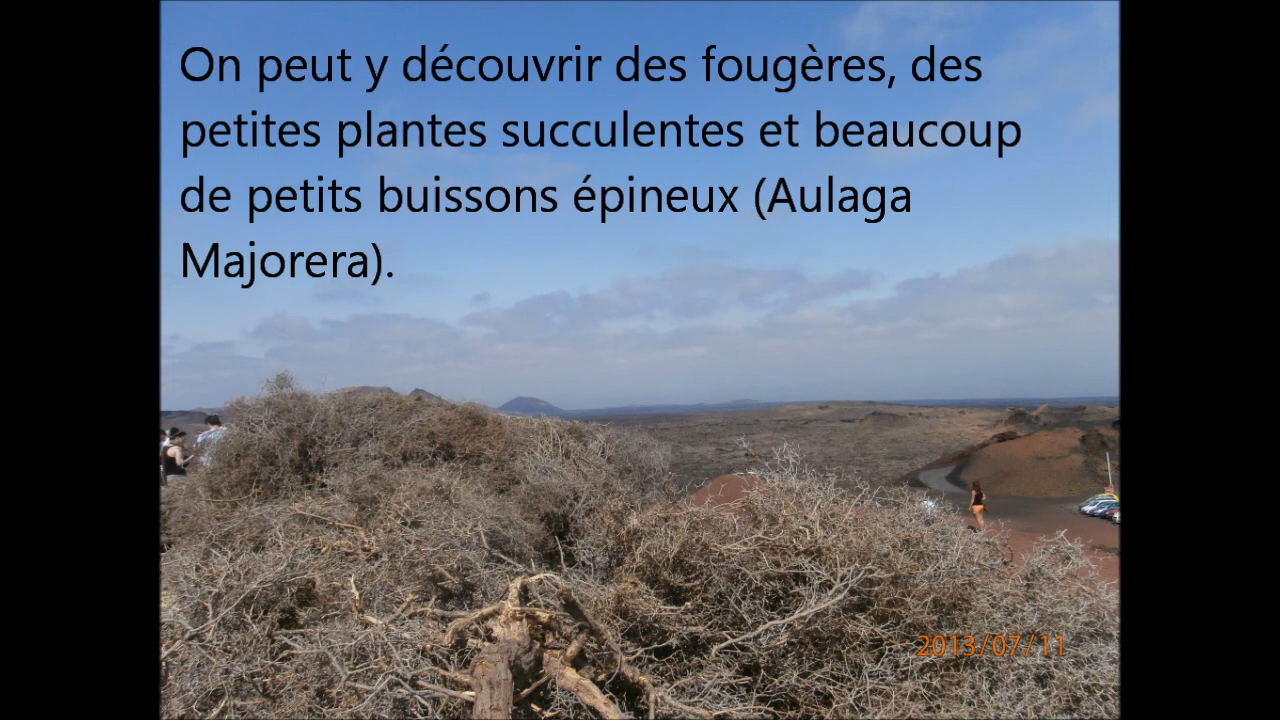 On peut y découvrir des fougères, des
petites plantes succulentes et beaucoup
de petits buissons épineux (Aulaga
Majorera).
2013/07/11